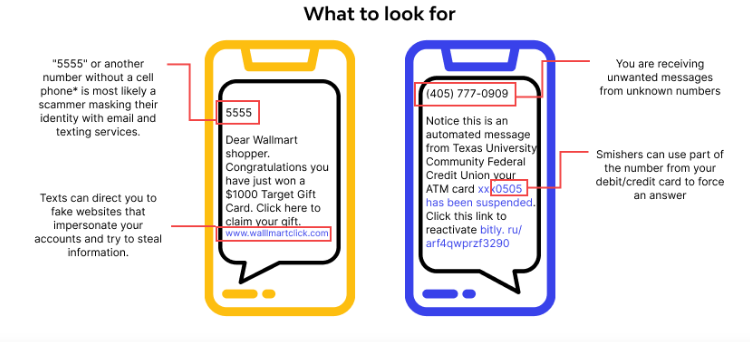 What to look for
"5555" or another
number without a cell
phone* is most likely a
scammer masking their
identity with email and
texting services.
Texts can direct you to
fake websites that
impersonate your
accounts and try to steal
information.
5555
Dear Wallmart
shopper.
Congratulations you
have just won a
$1000 Target Gift
Card. Click here to
claim your gift.
www.walllmartclick.com
(405) 777-0909
Notice this is an
automated message
from Texas University
Community Federal
Credit Union your
ATM card xxx0505
has been suspended.
Click this link to
reactivate bitly. ru/
arf4qwprzf3290
You are receiving
unwanted messages
from unknown numbers
Smishers can use part of
the number from your
debit/credit card to force
an answer